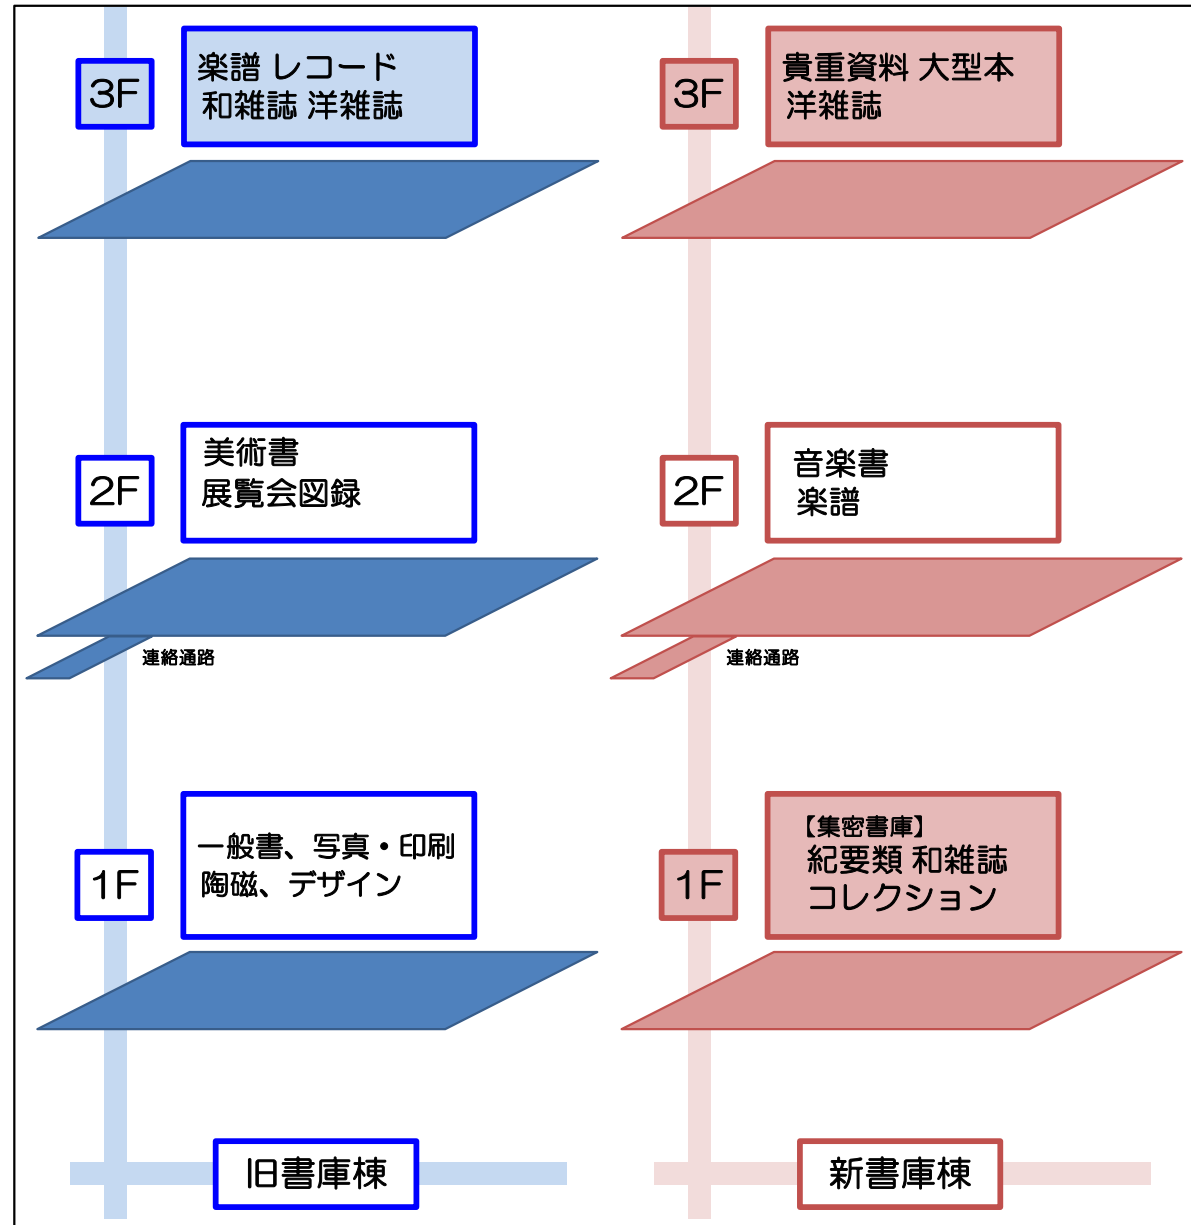 3F
楽譜 レコード
和雑誌 洋雑誌
2F
美術書
展覧会図録
連絡通路
1F
一般書、写真・印刷
陶磁、デザイン
旧書庫棟
3F
貴重資料 大型本
洋雑誌
2F
音楽書
楽譜
連絡通路
1F
【集密書庫】
紀要類 和雑誌
コレクション
新書庫棟